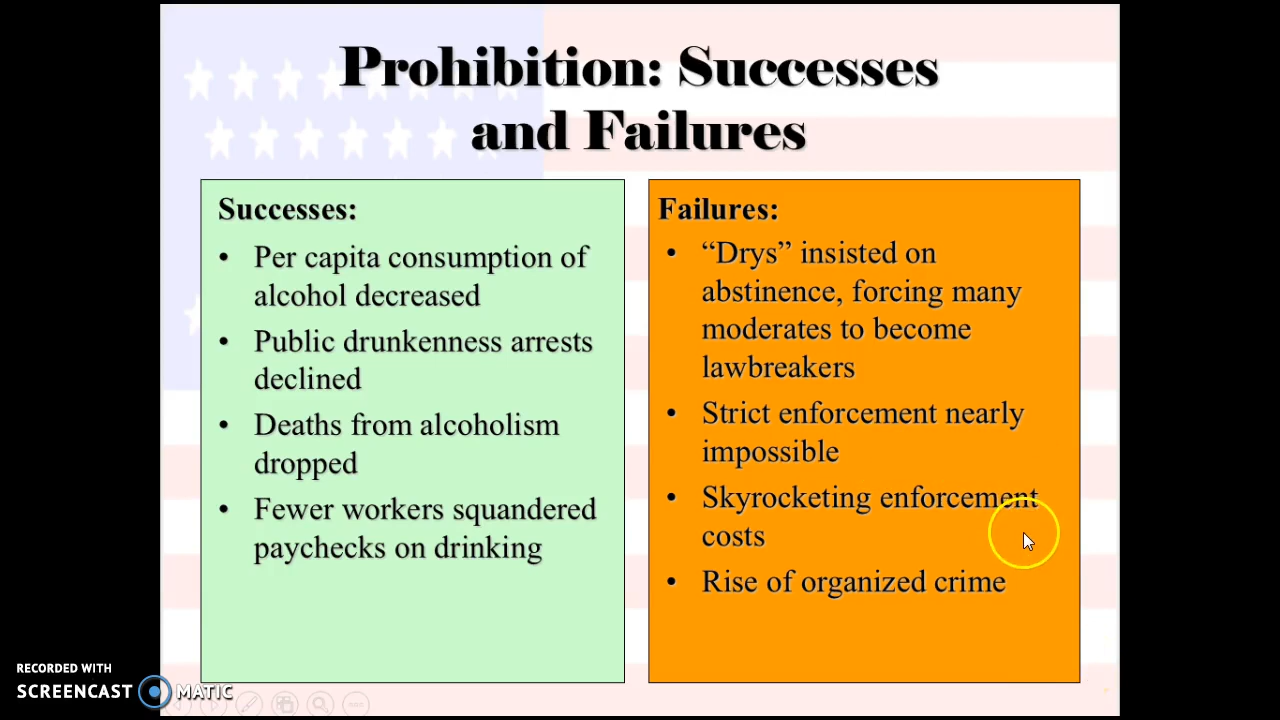 Prohibition: Successes
and Failures
Successes:
• Per capita consumption of
alcohol decreased
• Public drunkenness arrests
declined
• Deaths from alcoholism
dropped
• Fewer workers squandered
paychecks on drinking
Failures:
• “Drys” insisted on
abstinence, forcing many
moderates to become
lawbreakers
• Strict enforcement nearly
impossible
• Skyrocketing enforcement
costs
• Rise of organized crime
RECORDED WITH
SCREENCAST MATIC